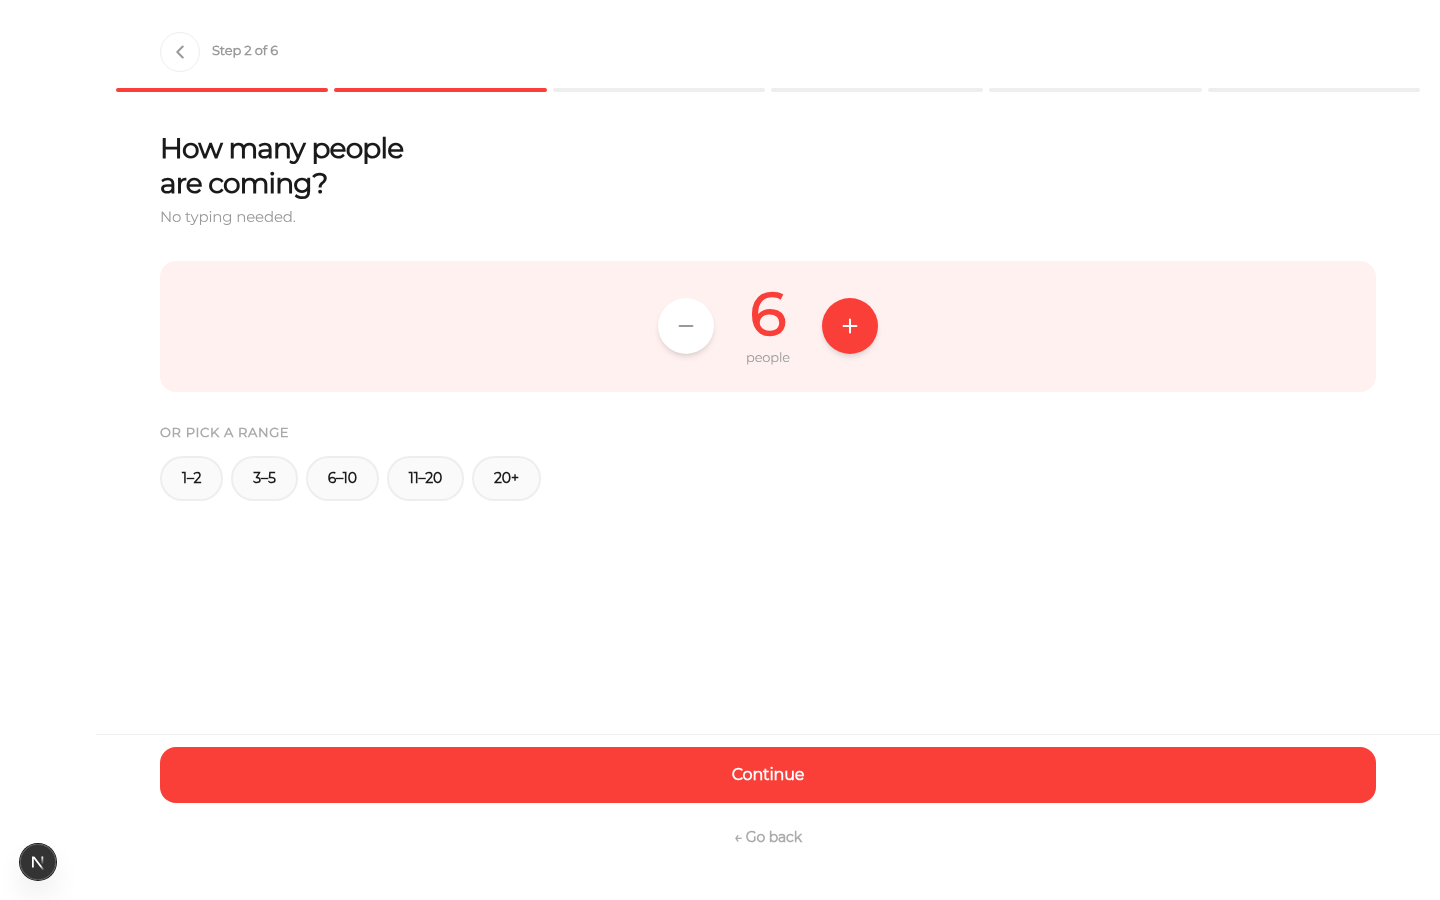 Step 2 of 6
How many people
are coming?
No typing needed.
−
6
+
people
OR PICK A RANGE
1–2
3–5
6–10
11–20
20+
Continue
← Go back
N